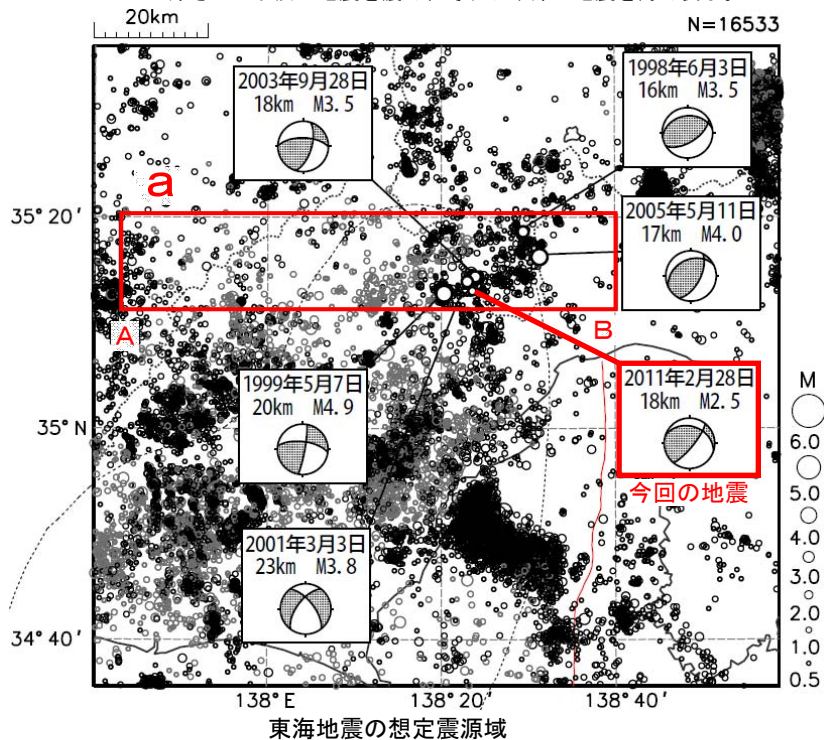 20km
N=16533
2003年9月28日
18km M3.5
1998年6月3日
16km M3.5
a
35°20′
2005年5月11日
17km M4.0
A
B
1999年5月7日
20km M4.9
2011年2月28日
18km M2.5
今回の地震
35°N
M
6.0
5.0
4.0
3.0
2.0
1.0
0.5
2001年3月3日
23km M3.8
34°40′
138°E
138°20′
138°40′
東海地震の想定震源域